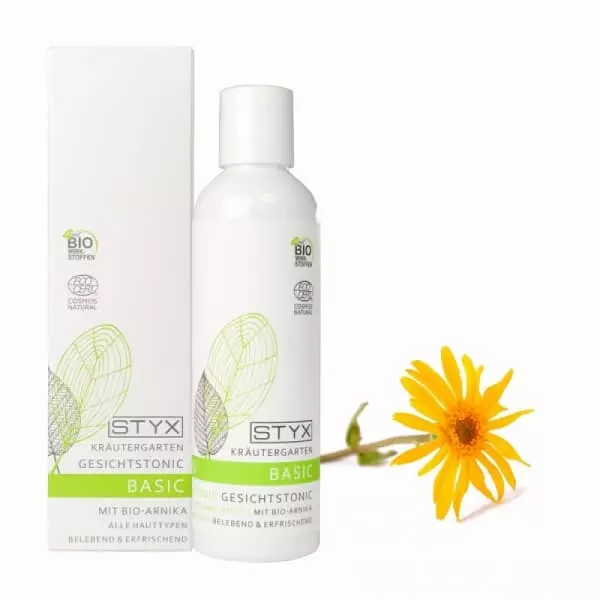 BIO
WIRK-
STOFFEN
ECO
CERT
COSMOS
NATURAL
STYX
KRÄUTERGARTEN
GESICHTSTONIC
BASIC
MIT BIO-ARNIKA
ALLE HAUTTYPEN
BELEBEND & ERFRISCHEND
BIO
WIRK-
STOFFEN
ECO
CERT
COSMOS
NATURAL
STYX
KRÄUTERGARTEN
BASIC
GESICHTSTONIC
MIT BIO-ARNIKA
BELEBEND & ERFRISCHEND